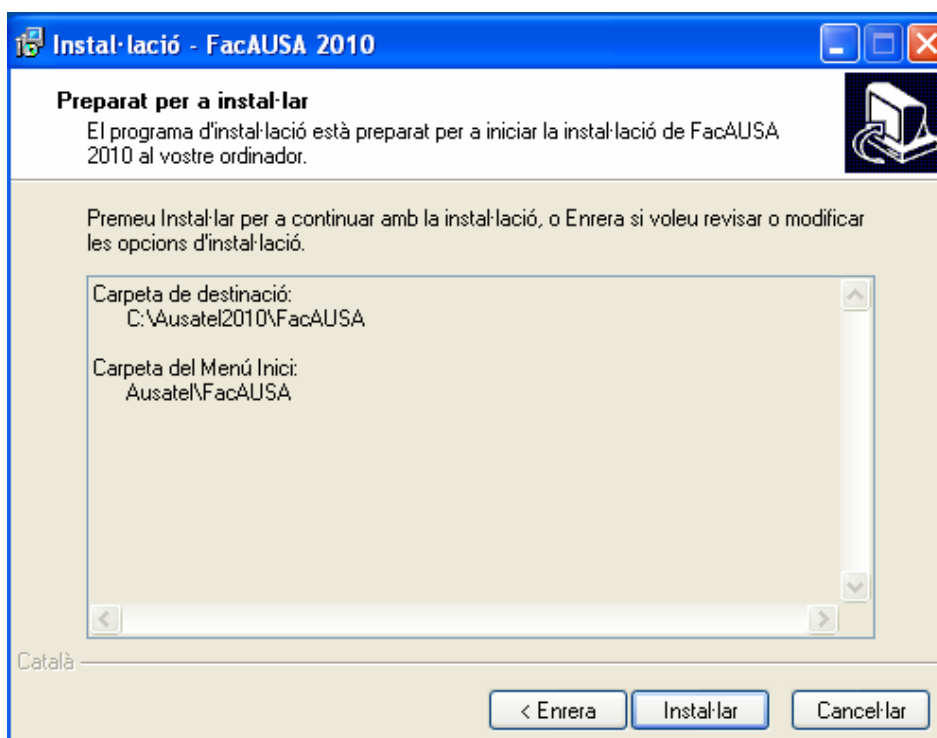 Instal·lació - FacAUSA 2010
Preparat per a instal·lar
El programa d'instal·lació està preparat per a iniciar la instal·lació de FacAUSA
2010 al vostre ordinador.
Premeu Instal·lar per a continuar amb la instal·lació, o Enrera si voleu revisar o modificar
les opcions d'instal·lació.
Carpeta de destinació:
C:\Ausatel2010\FacAUSA
Carpeta del Menú Inici:
Ausatel\FacAUSA
Català
< Enrera
Instal·lar
Cancel·lar